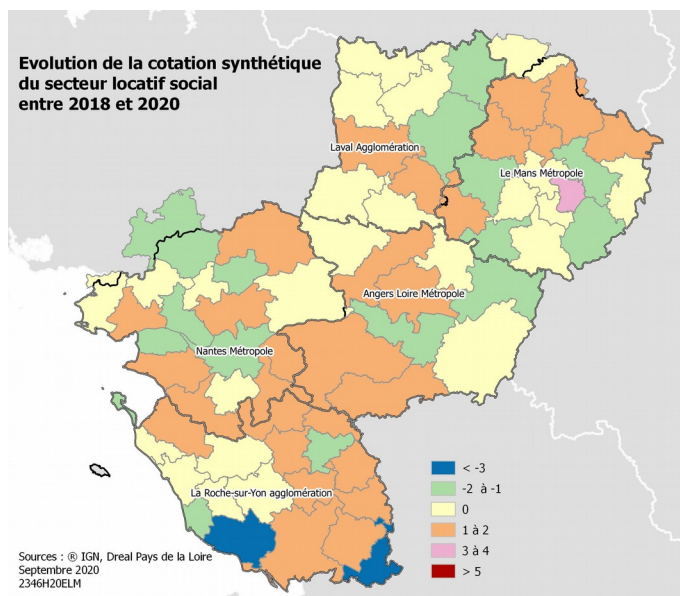 Evolution de la cotation synthétique
du secteur locatif social
entre 2018 et 2020
Laval Agglomération
Le Mans Métropole
Angers Loire Métropole
Nantes Métropole
La Roche-sur-Yon agglomération
< -3
-2 à -1
0
1 à 2
3 à 4
> 5
Sources : ® IGN, Dreal Pays de la Loire
Septembre 2020
2346H20ELM